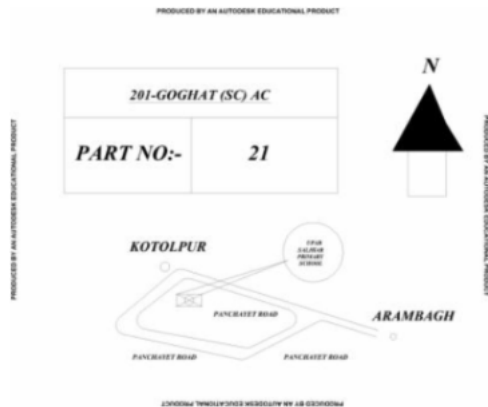 PRODUCED BY AN AUTODESK EDUCATIONAL PRODUCT
201-GOGHAT (SC) AC
N
PART NO:- 21
PRODUCED BY AN AUTODESK EDUCATIONAL PRODUCT
PRODUCED BY AN AUTODESK EDUCATIONAL PRODUCT
KOTOLPUR
UPAR
SALJHAR
PRIMARY
SCHOOL
PANCHAYET ROAD
ARAMBAGH
PANCHAYET ROAD
PANCHAYET ROAD
PRODUCED BY AN AUTODESK EDUCATIONAL PRODUCT